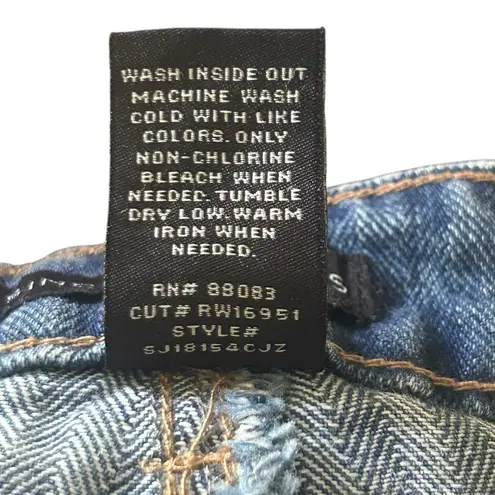 WASH INSIDE OUT
MACHINE WASH
COLD WITH LIKE
COLORS. ONLY
NON-CHLORINE
BLEACH WHEN
NEEDED. TUMBLE
DRY LOW. WARM
IRON WHEN
NEEDED.
RN# 88083
CUT# RW16951
STYLE#
SJ18154CJZ
S